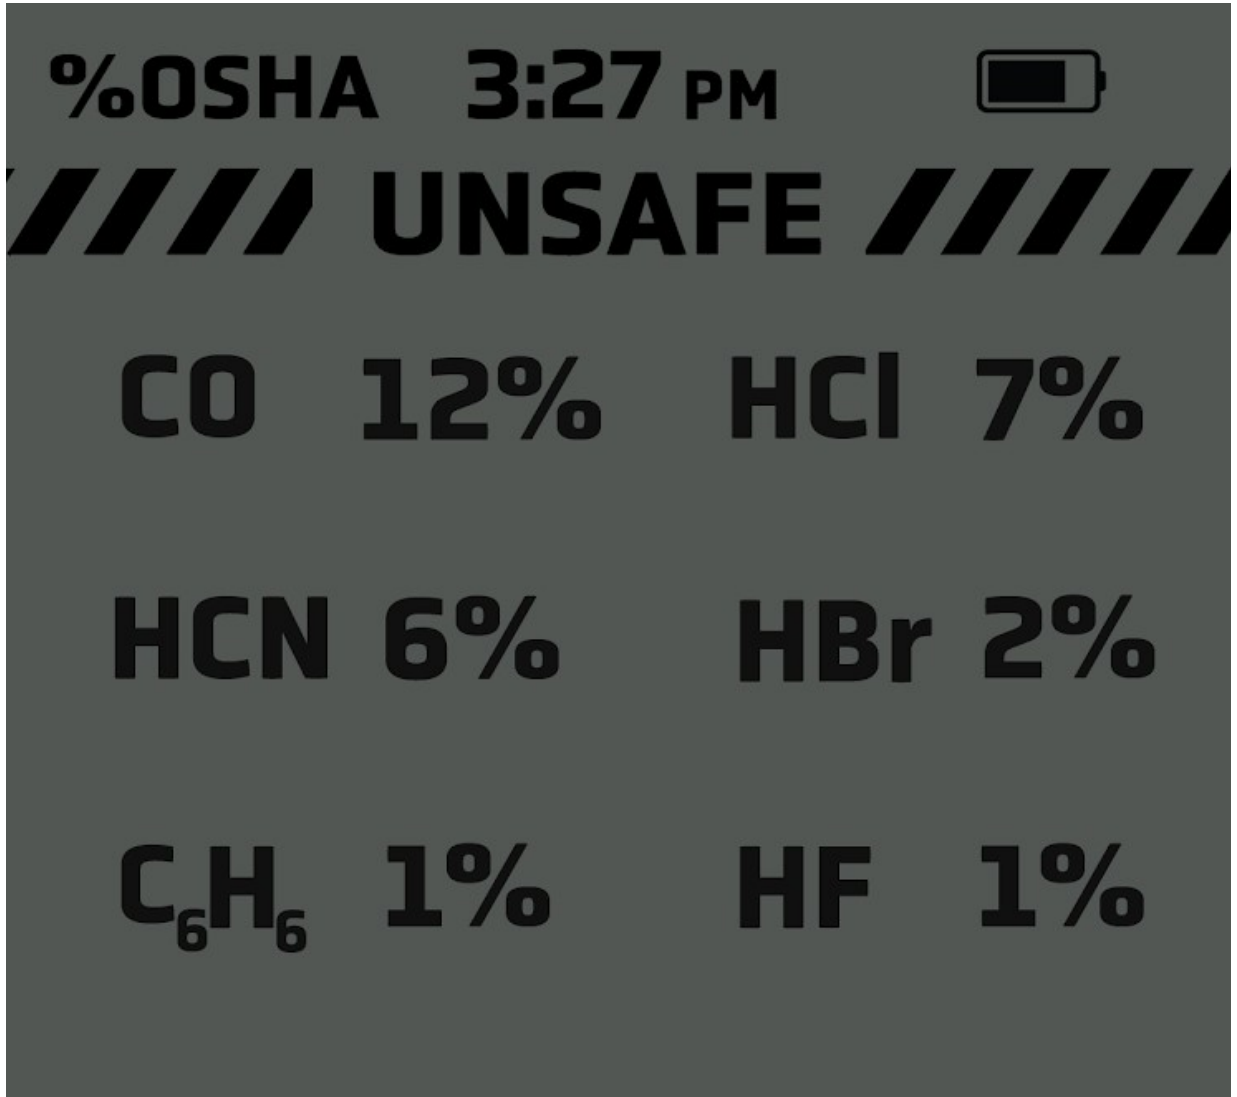 %OSHA 3:27 PM
UNSAFE
CO 12% HCl 7%
HCN 6% HBr 2%
C₆H₆ 1% HF 1%